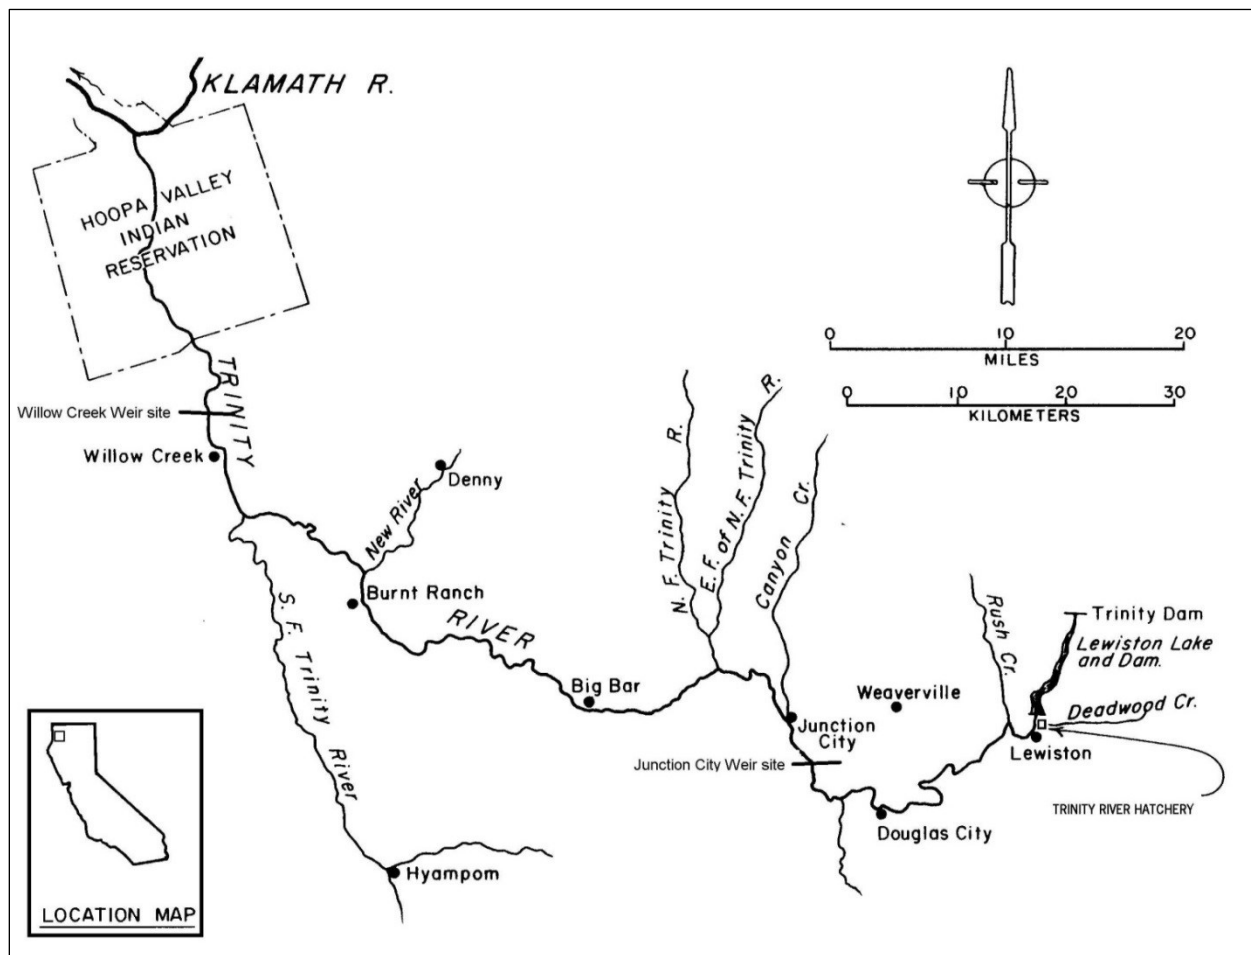 KLAMATH R.
HOOPA VALLEY
INDIAN
RESERVATION
0 10 20
MILES
0 10 20 30
KILOMETERS
TRINITY
Willow Creek Weir site
Willow Creek
Denny
New River
Burnt Ranch
S. F. Trinity River
RIVER
N. F. Trinity R.
E. F. of N. F. Trinity R.
Canyon Cr.
Rush Cr.
Trinity Dam
Lewiston Lake
and Dam.
Big Bar
Weaverville
Deadwood Cr.
Junction
City
Lewiston
Junction City Weir site
TRINITY RIVER HATCHERY
Douglas City
Hyampom
LOCATION MAP